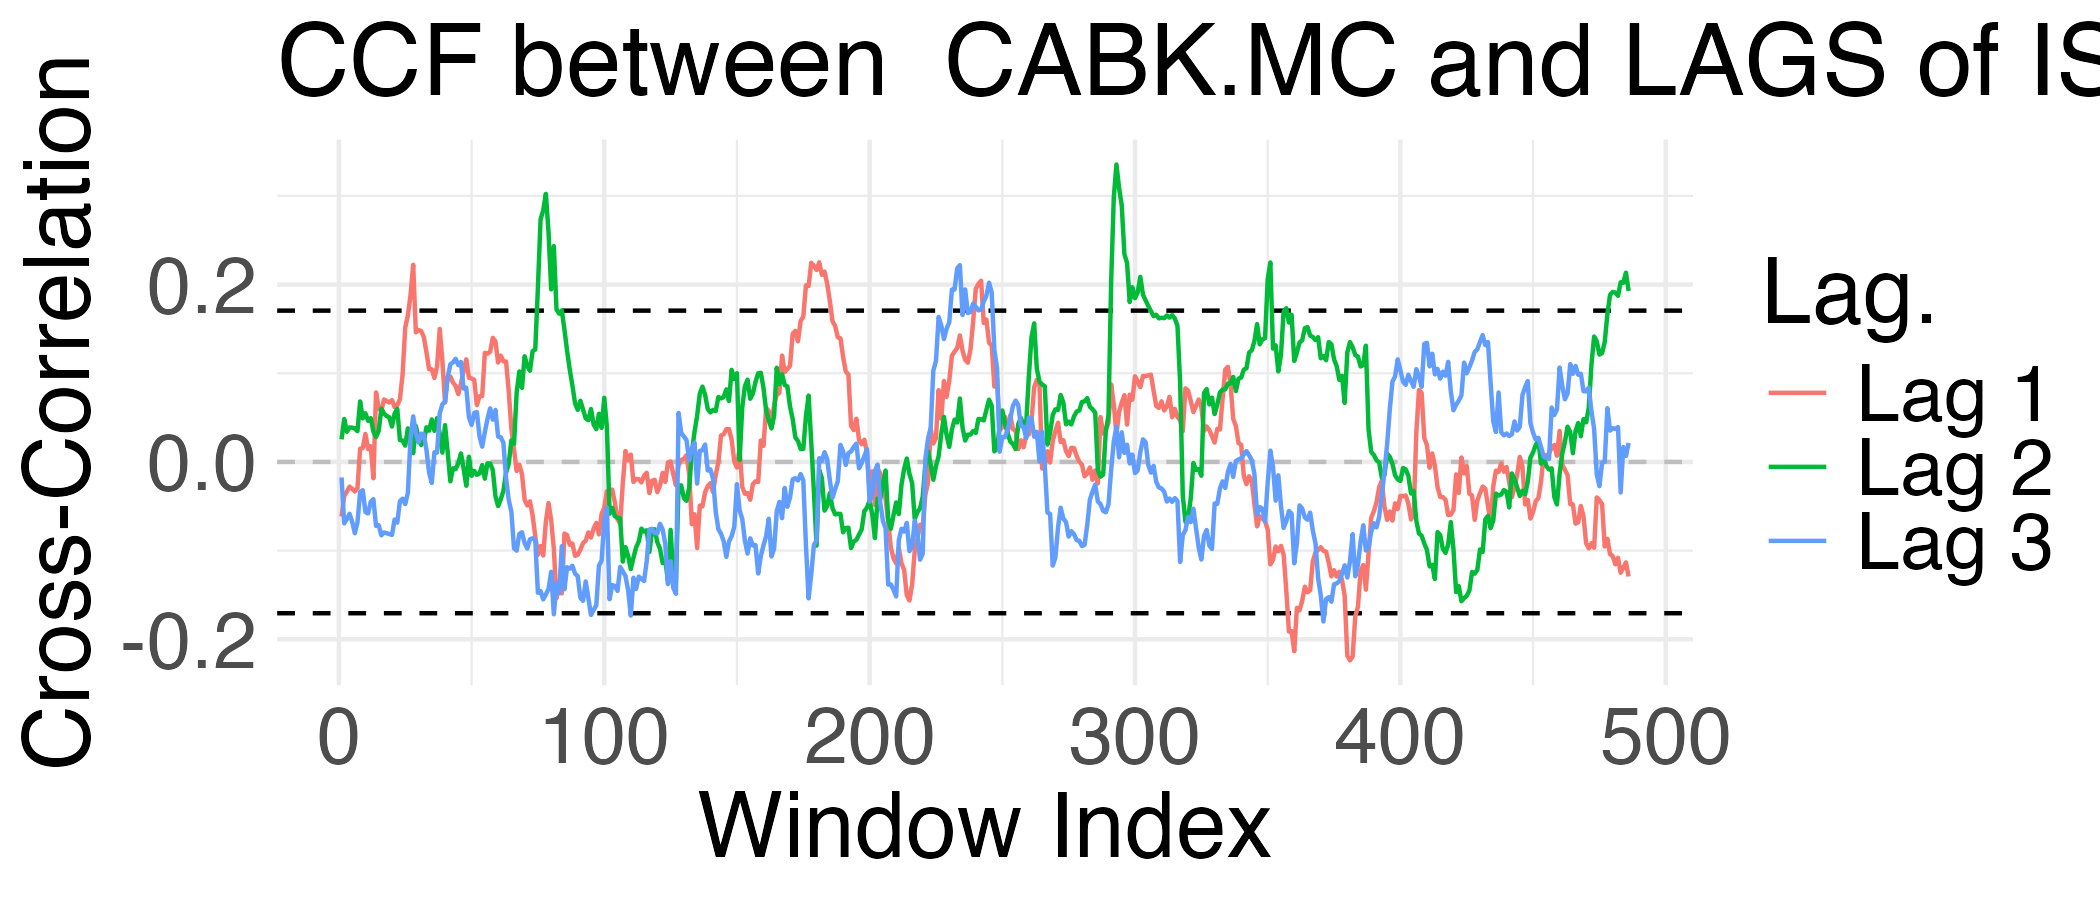 CCF between  CABK.MC and LAGS of IS
Cross-Correlation
0.2
0.0
-0.2
0 100 200 300 400 500
Window Index
Lag.
Lag 1
Lag 2
Lag 3